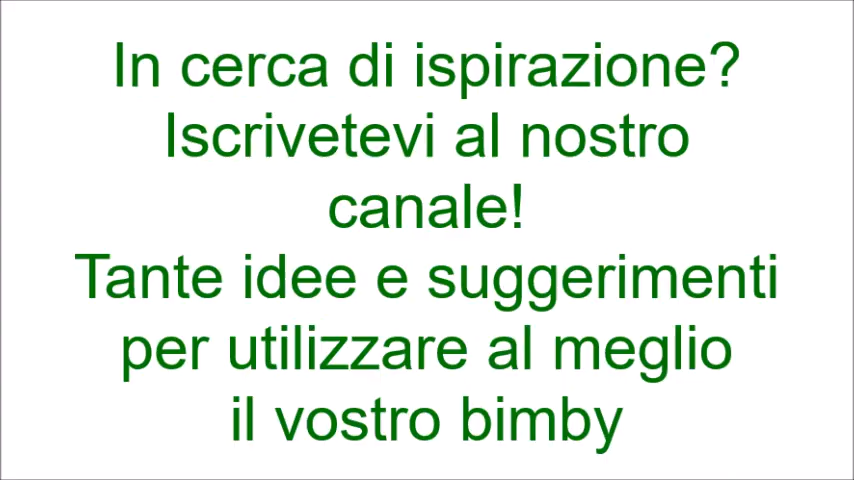 In cerca di ispirazione?
Iscrivetevi al nostro
canale!
Tante idee e suggerimenti
per utilizzare al meglio
il vostro bimby